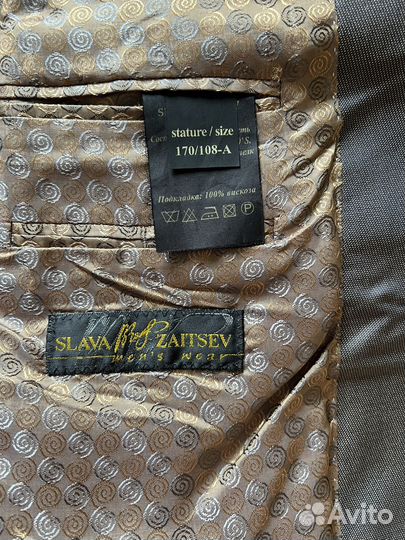 stature / size
170/108-A
Подкладка: 100% вискоза
SLAVA ZAITSEV
men's wear
Avito